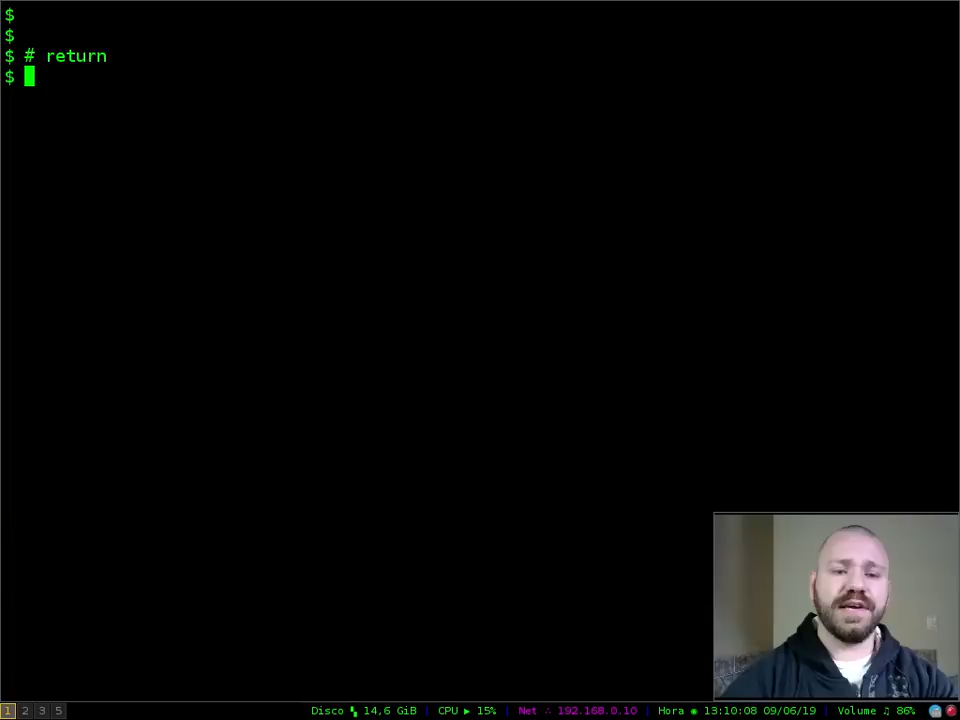 $
$
$ # return
$
1 2 3 5 Disco 14,6 GiB | CPU ▶ 15% | Net ∴ 192.168.0.10 | Hora ◉ 13:10:08 09/06/19 | Volume ♫ 86%